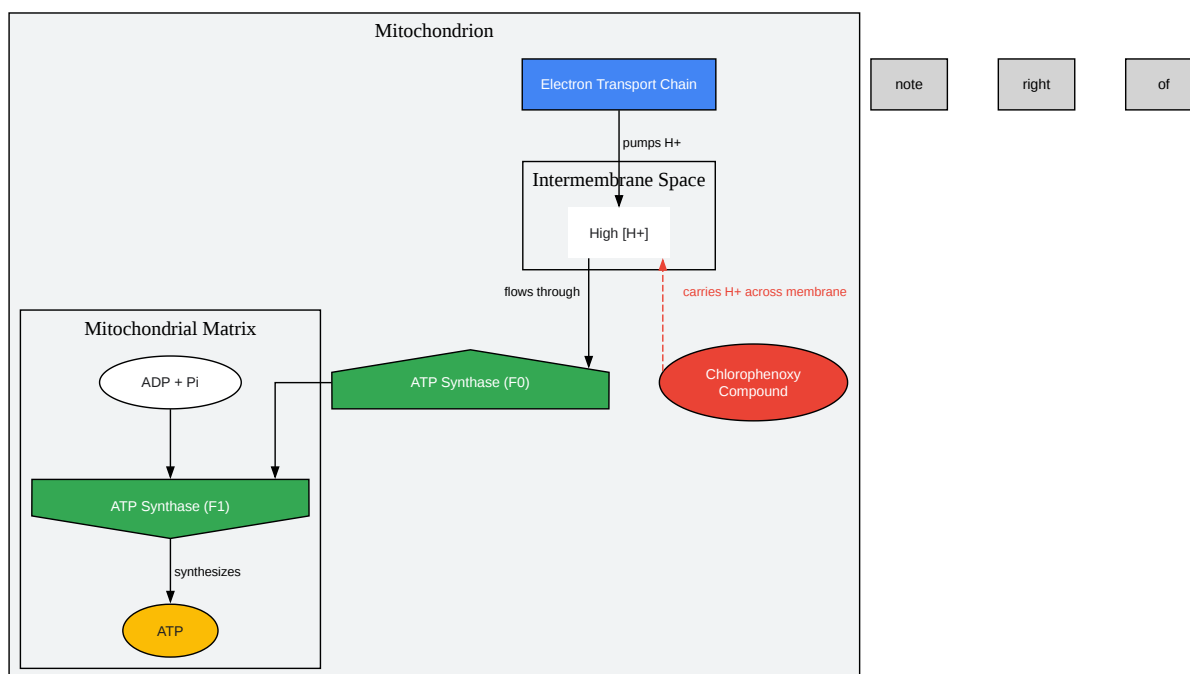 Mitochondrion
Electron Transport Chain
note
right
of
pumps H+
Intermembrane Space
High [H+]
flows through
carries H+ across membrane
Mitochondrial Matrix
ADP + Pi
ATP Synthase (F0)
Chlorophenoxy
Compound
ATP Synthase (F1)
synthesizes
ATP